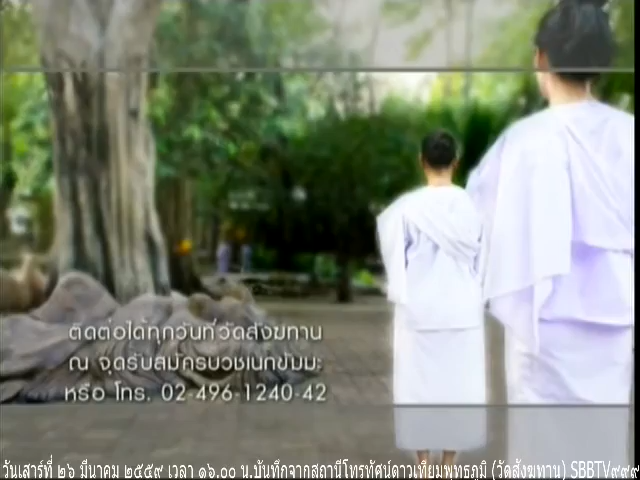 ติดต่อได้ทุกวันที่วัดสังฆทาน
ณ จุดรับสมัครบวชเนกขัมมะ
หรือ โทร. 02-496-1240-42
วันเสาร์ที่ ๒๖ มีนาคม ๒๕๕๙ เวลา ๑๖.๐๐ น.บันทึกจากสถานีโทรทัศน์ดาวเทียมพุทธภูมิ (วัดสังฆทาน) SBBTV๙๙๙